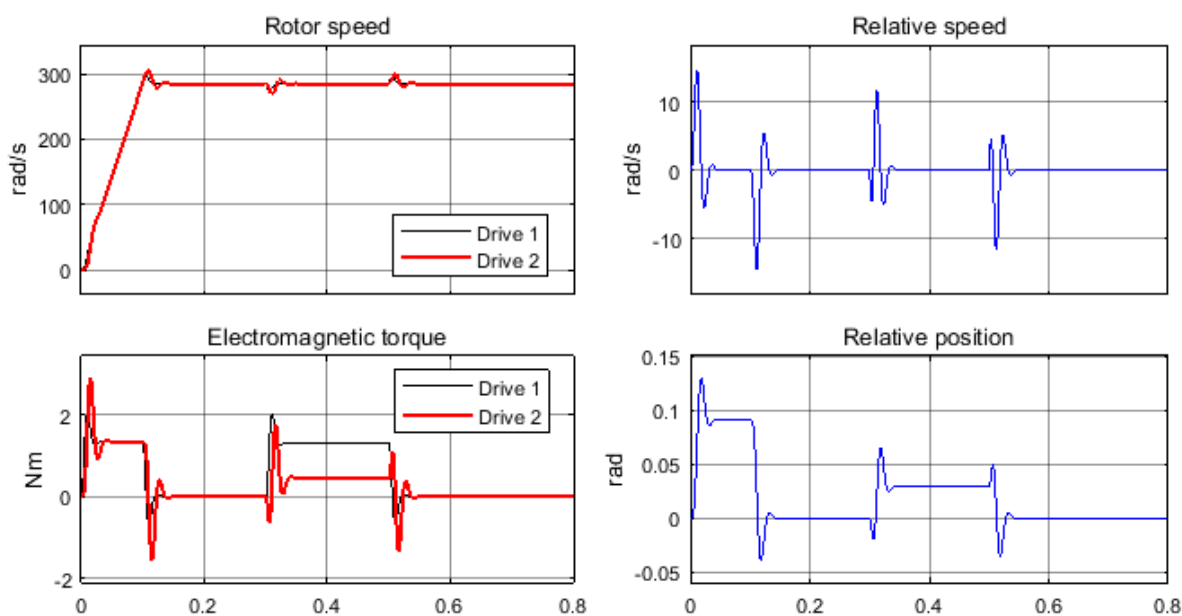 Rotor speed
300
200
100
0
rad/s
Drive 1
Drive 2
Relative speed
10
0
-10
rad/s
Electromagnetic torque
2
0
-2
Nm
Drive 1
Drive 2
0
0.2
0.4
0.6
0.8
Relative position
0.15
0.1
0.05
0
-0.05
rad
0
0.2
0.4
0.6
0.8